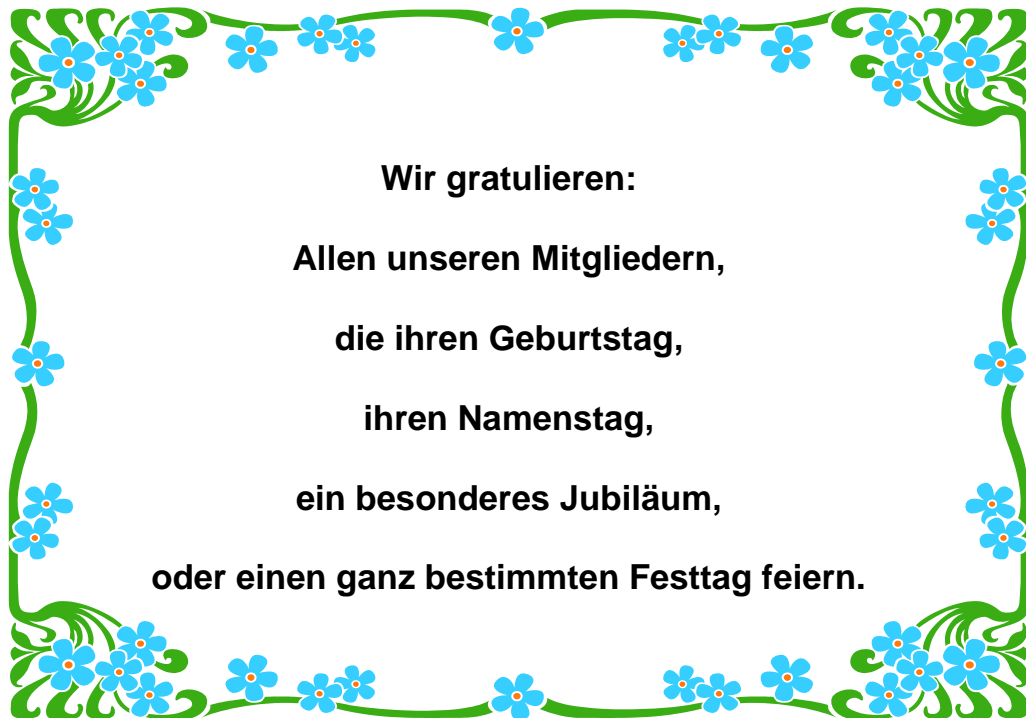 Wir gratulieren:
Allen unseren Mitgliedern,
die ihren Geburtstag,
ihren Namenstag,
ein besonderes Jubiläum,
oder einen ganz bestimmten Festtag feiern.